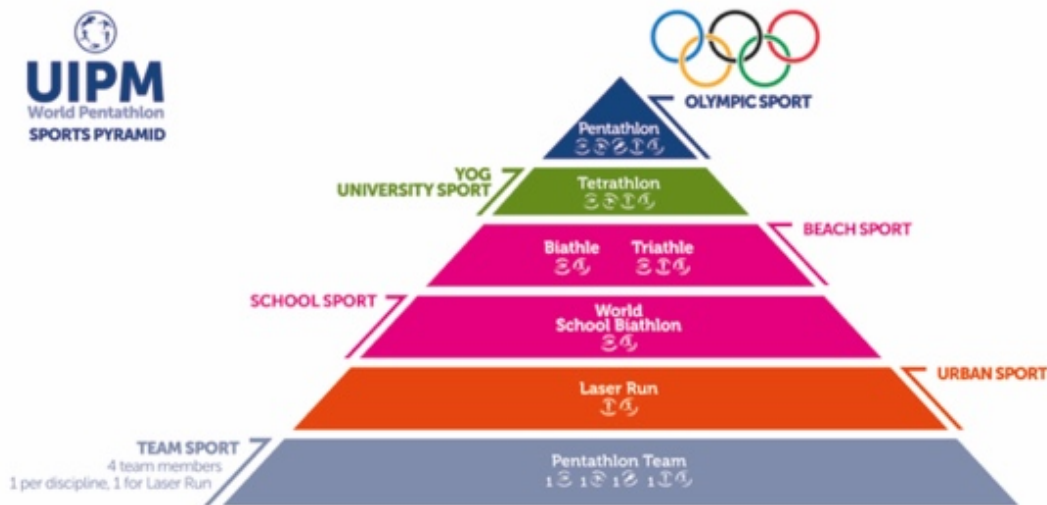 UIPM
World Pentathlon
SPORTS PYRAMID
OLYMPIC SPORT
Pentathlon
YOG
UNIVERSITY SPORT
Tetrathlon
BEACH SPORT
Biathle Triathle
SCHOOL SPORT
World
School Biathlon
URBAN SPORT
Laser Run
TEAM SPORT
4 team members
1 per discipline, 1 for Laser Run
Pentathlon Team
1 1 1 1